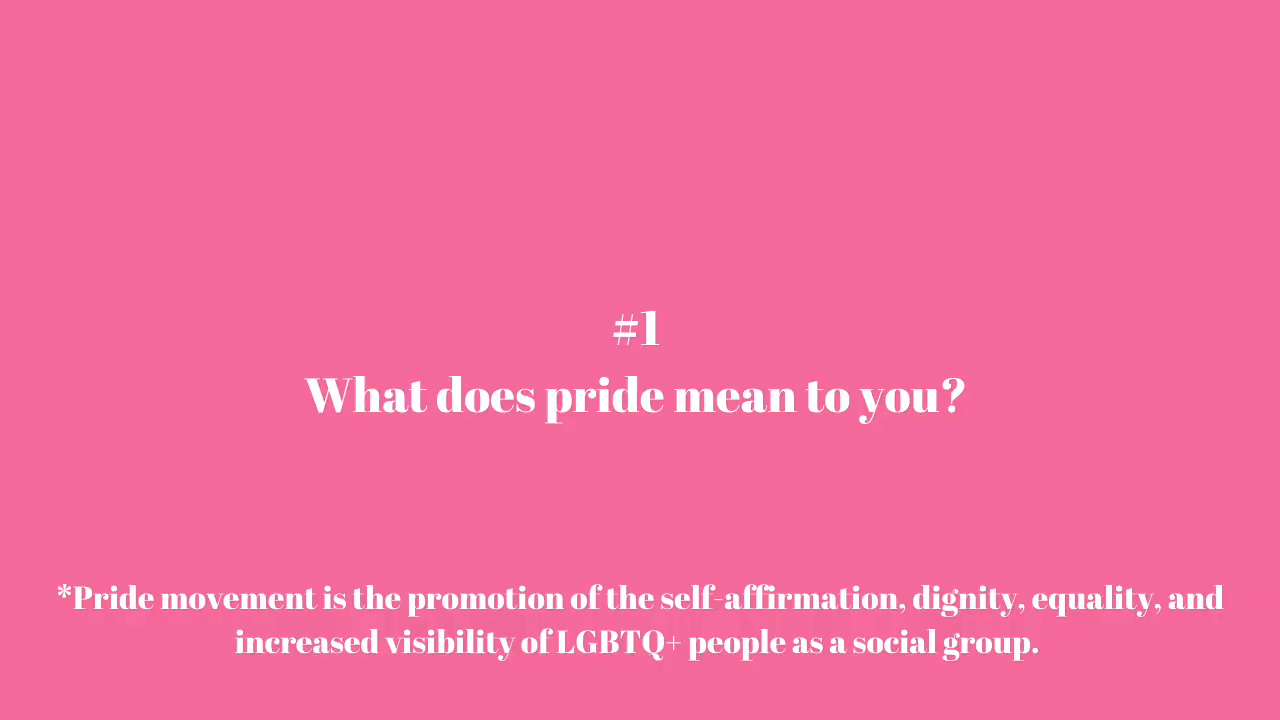 #1
What does pride mean to you?
*Pride movement is the promotion of the self-affirmation, dignity, equality, and
increased visibility of LGBTQ+ people as a social group.